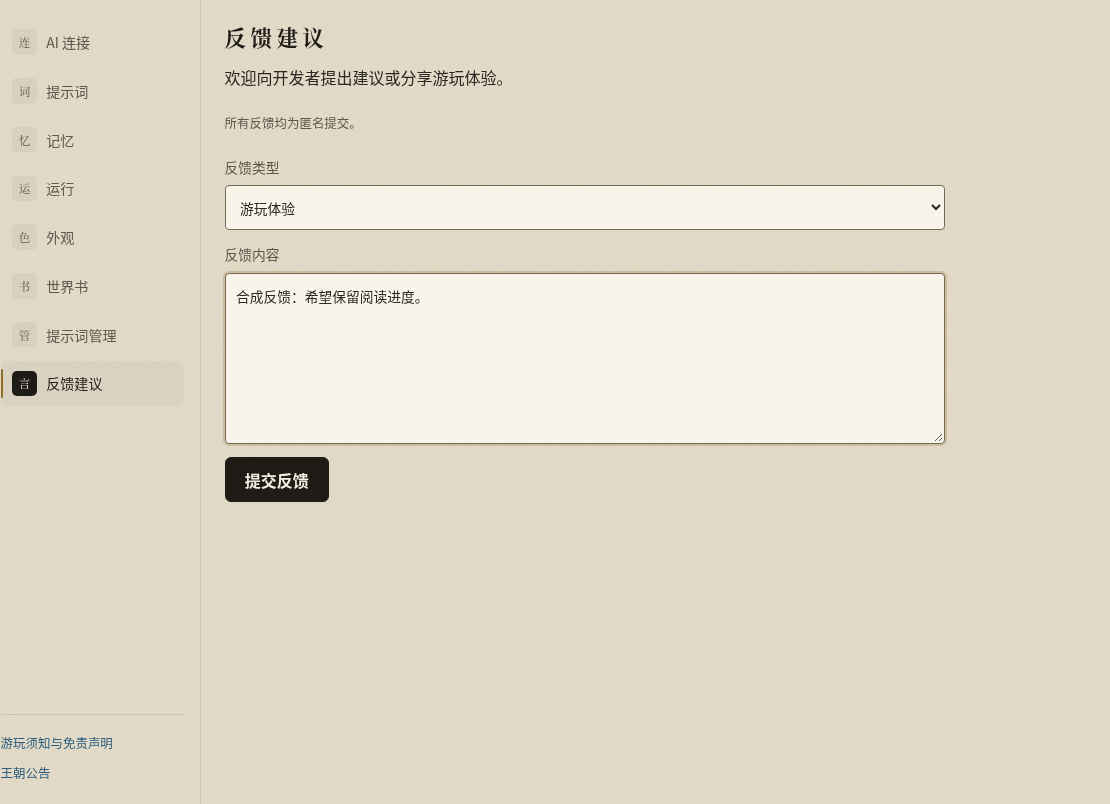 连 AI 连接
词 提示词
忆 记忆
运 运行
色 外观
书 世界书
管 提示词管理
言 反馈建议
游玩须知与免责声明
王朝公告
反馈建议
欢迎向开发者提出建议或分享游玩体验。
所有反馈均为匿名提交。
反馈类型
游玩体验
反馈内容
合成反馈：希望保留阅读进度。
提交反馈